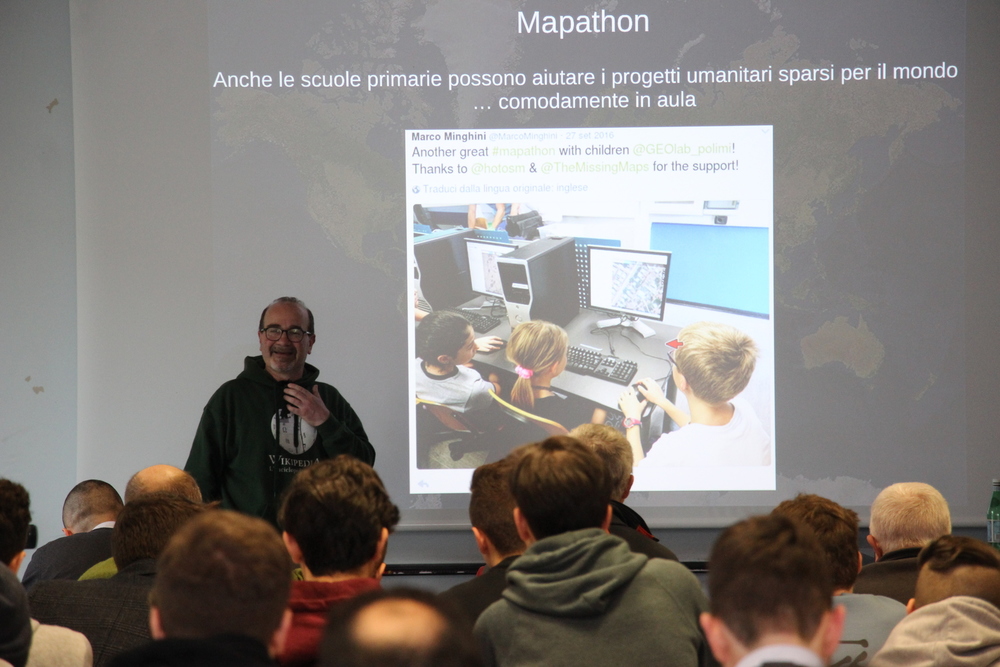 Mapathon
Anche le scuole primarie possono aiutare i progetti umanitari sparsi per il mondo
... comodamente in aula
Marco Minghini @MarcoMinghini · 27 set 2016
Another great #mapathon with children @GEOlab_polimi!
Thanks to @hotosm & @TheMissingMaps for the support!
Traduci dalla lingua originale: inglese
WIKIPEDIA